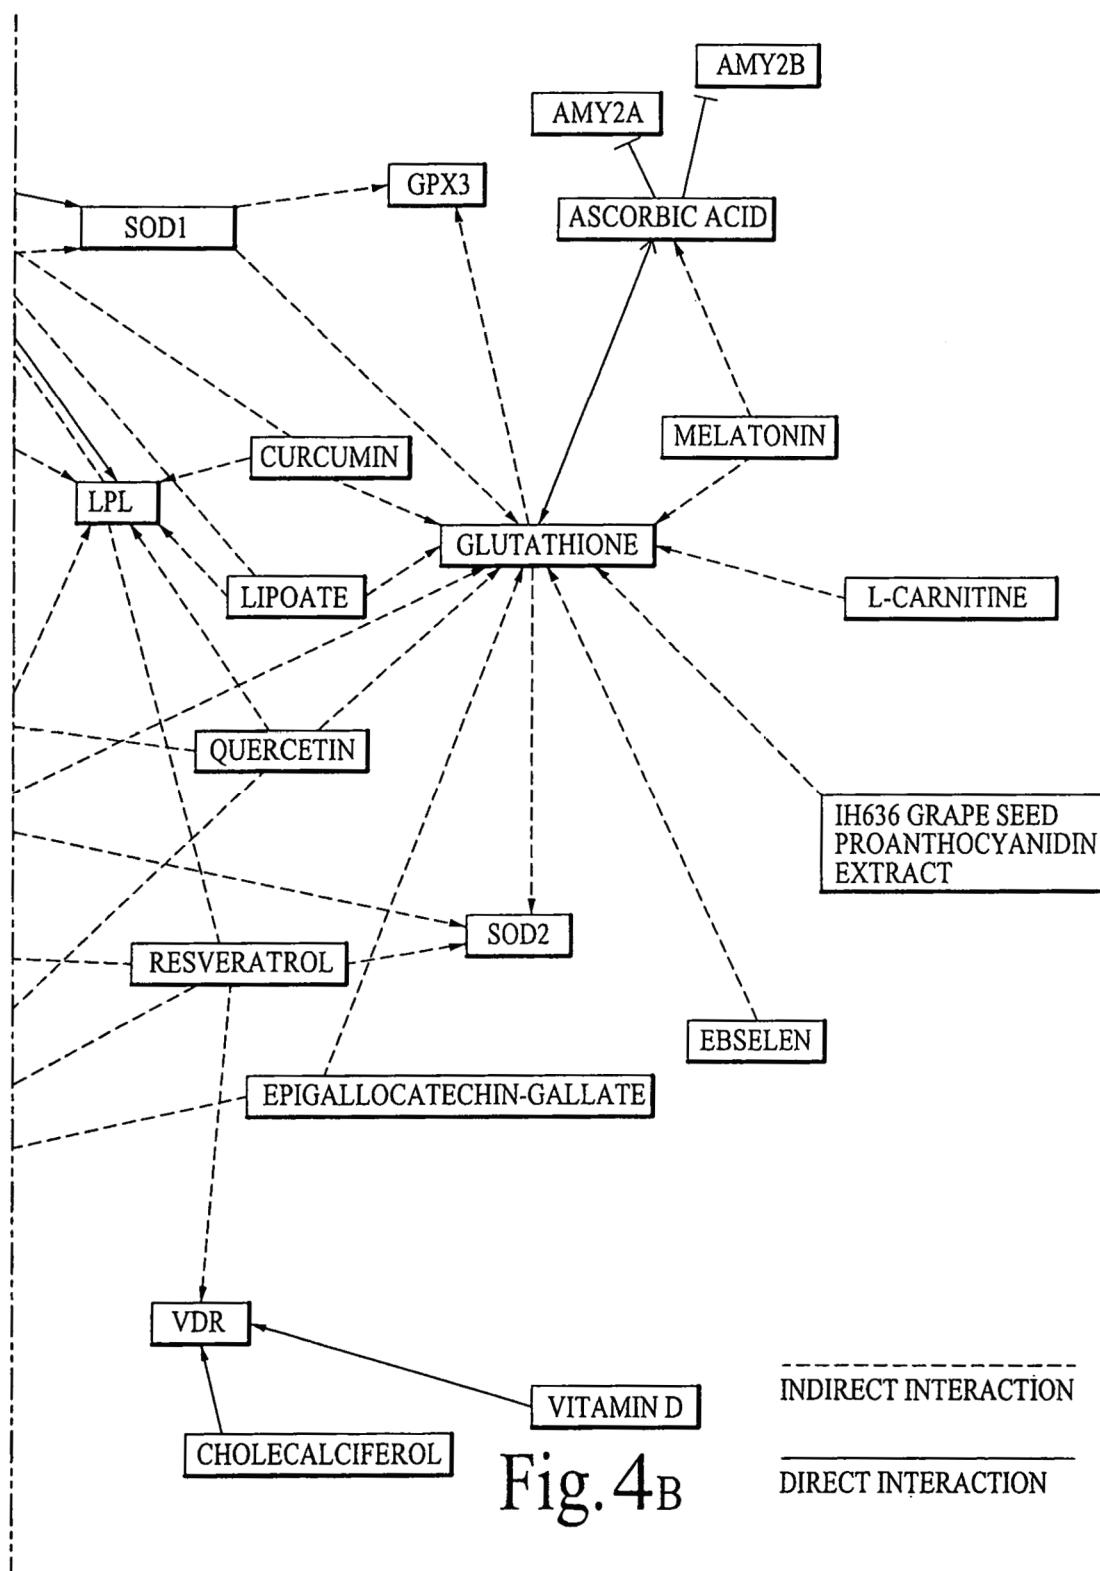 AMY2B
AMY2A
GPX3
ASCORBIC ACID
SOD1
MELATONIN
CURCUMIN
LPL
GLUTATHIONE
LIPOATE
L-CARNITINE
QUERCETIN
IH636 GRAPE SEED
PROANTHOCYANIDIN
EXTRACT
SOD2
RESVERATROL
EBSELEN
EPIGALLOCATECHIN-GALLATE
VDR
INDIRECT INTERACTION
VITAMIN D
CHOLECALCIFEROL
DIRECT INTERACTION
Fig. 4B